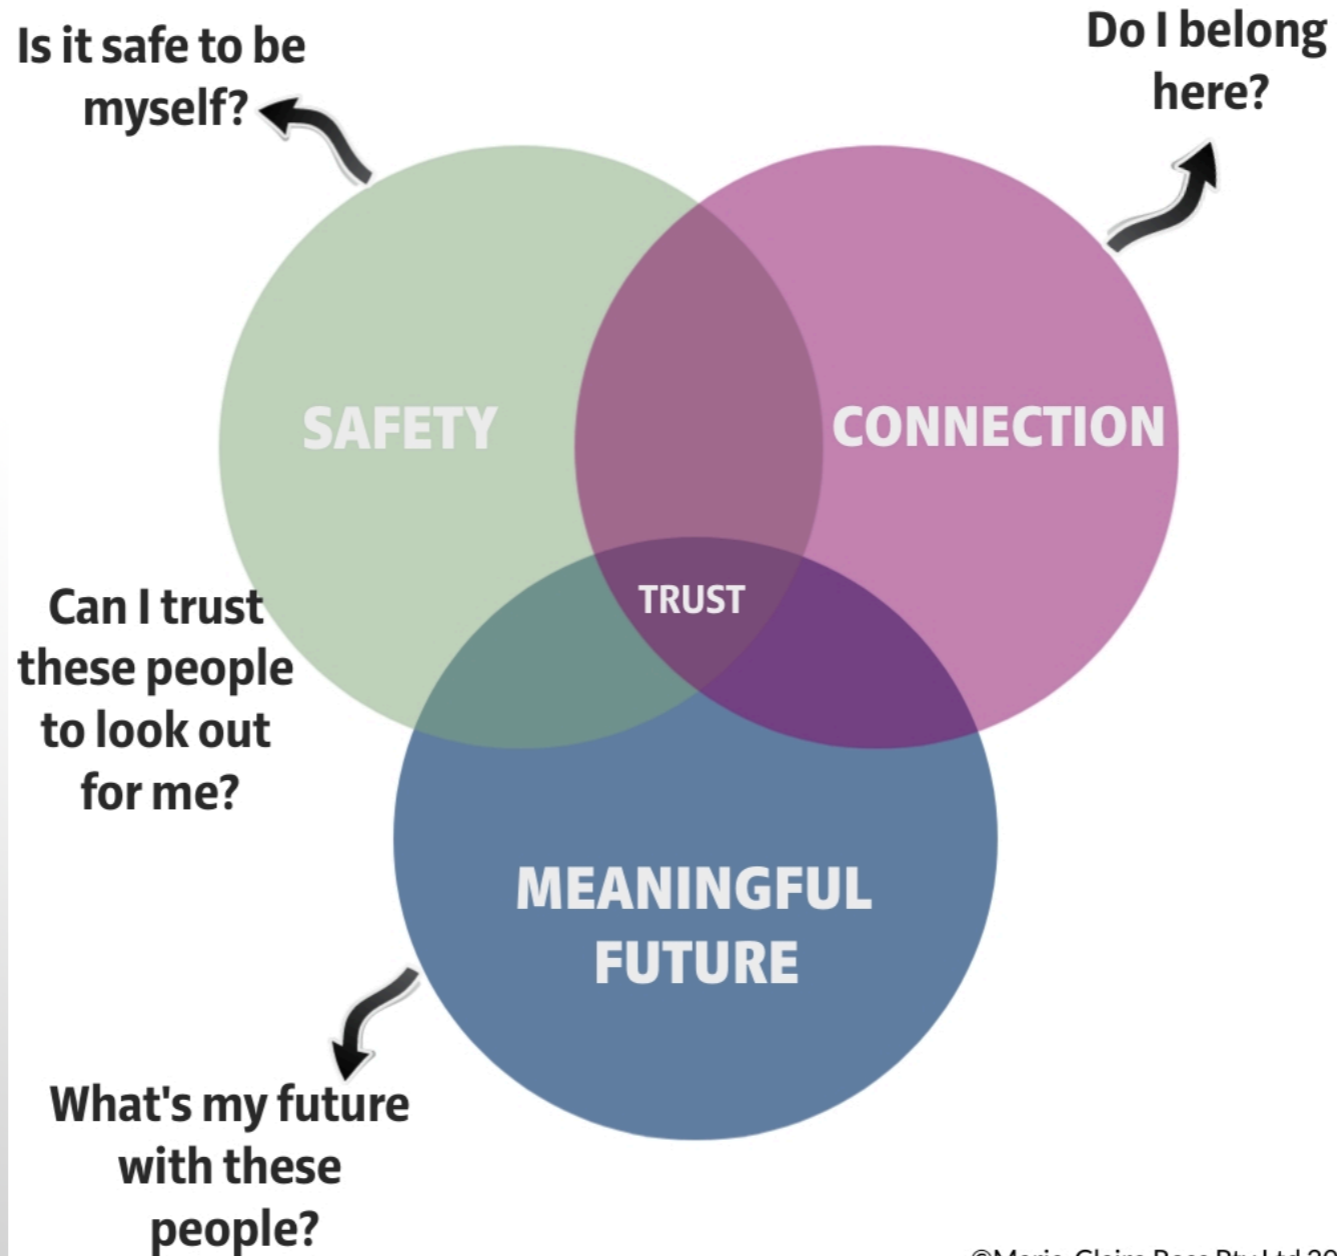 Is it safe to be
myself?
Do I belong
here?
SAFETY
CONNECTION
TRUST
Can I trust
these people
to look out
for me?
MEANINGFUL
FUTURE
What's my future
with these
people?